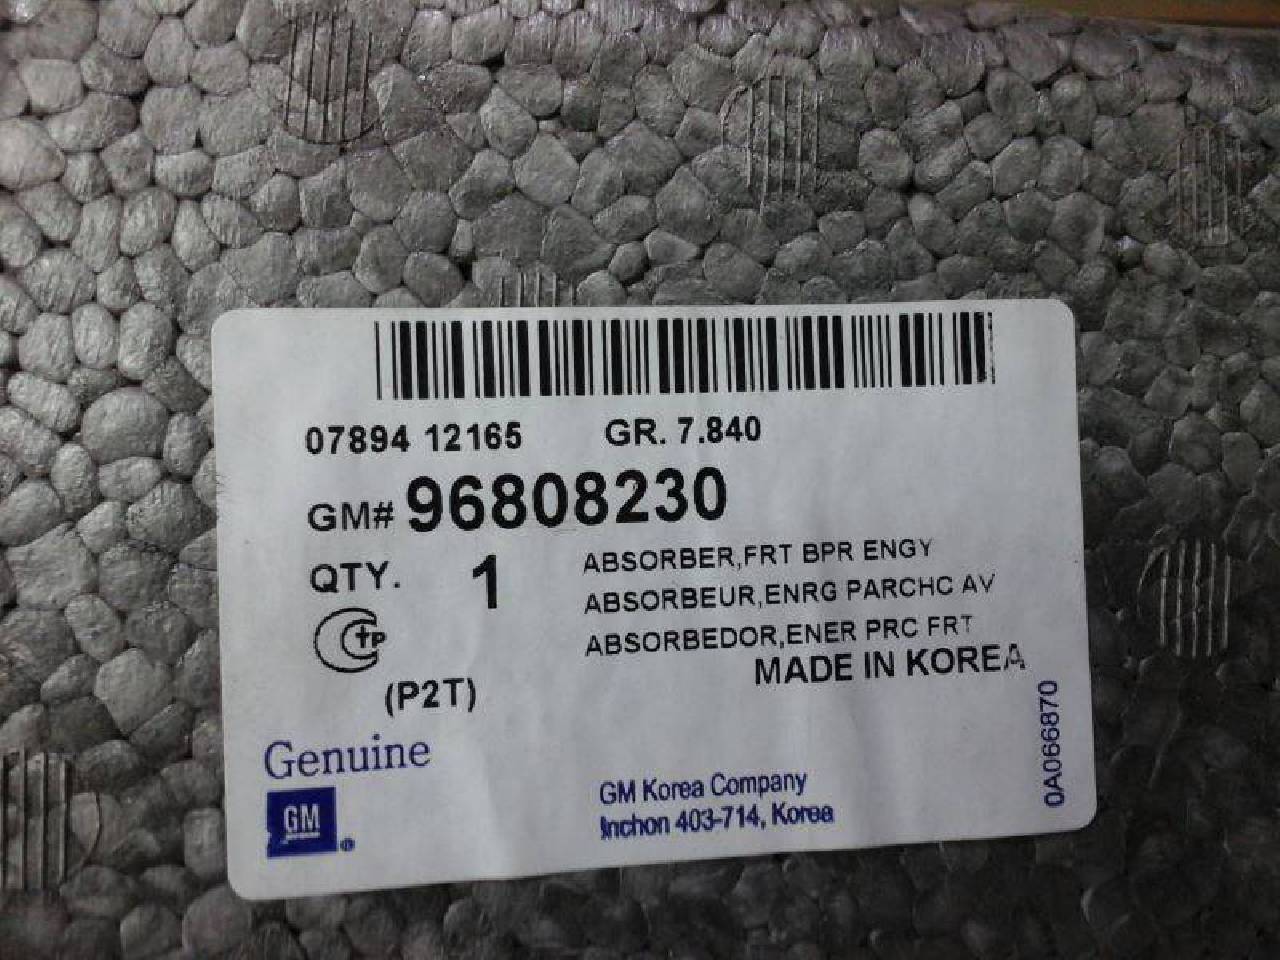 07894 12165 GR. 7.840
GM# 96808230
QTY. 1
ABSORBER,FRT BPR ENGY
ABSORBEUR,ENRG PARCHC AV
ABSORBEDOR,ENER PRC FRT
MADE IN KOREA
(P2T)
Genuine
GM
GM Korea Company
Inchon 403-714, Korea
0A066870